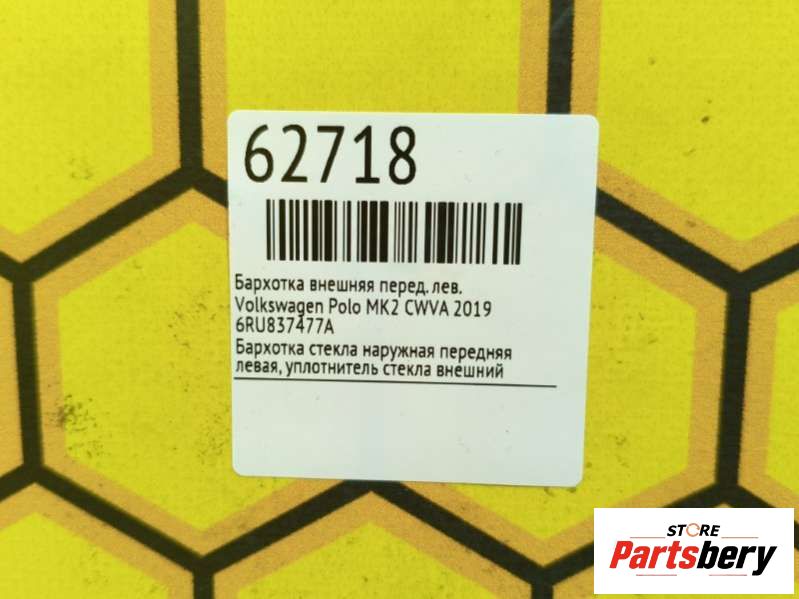 62718
Бархотка внешняя перед. лев.
Volkswagen Polo MK2 CWVA 2019
6RU837477A
Бархотка стекла наружная передняя
левая, уплотнитель стекла внешний
STORE
Partsbery